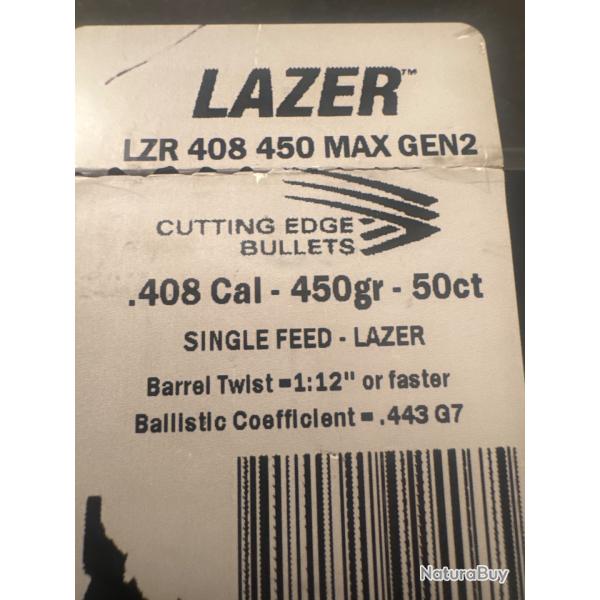 LAZER™
LZR 408 450 MAX GEN2
CUTTING EDGE
BULLETS
.408 Cal - 450gr - 50ct
SINGLE FEED - LAZER
Barrel Twist = 1:12" or faster
Ballistic Coefficient = .443 G7
NaturaBuy